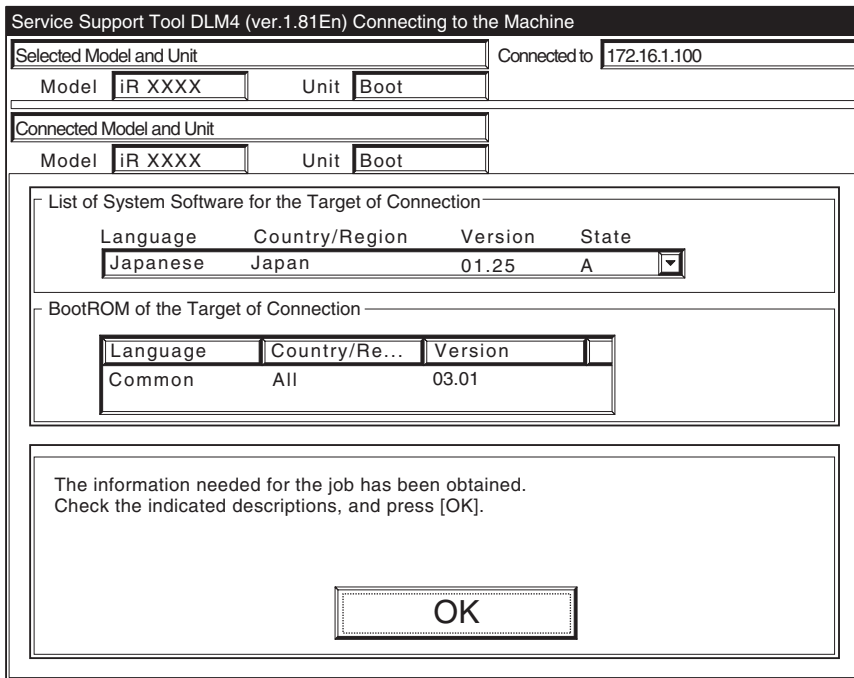 Service Support Tool DLM4 (ver.1.81En) Connecting to the Machine
Selected Model and Unit Connected to 172.16.1.100
Model iR XXXX Unit Boot
Connected Model and Unit
Model iR XXXX Unit Boot
List of System Software for the Target of Connection
Language Country/Region Version State
Japanese Japan 01.25 A
BootROM of the Target of Connection
Language Country/Re... Version
Common All 03.01
The information needed for the job has been obtained.
Check the indicated descriptions, and press [OK].
OK